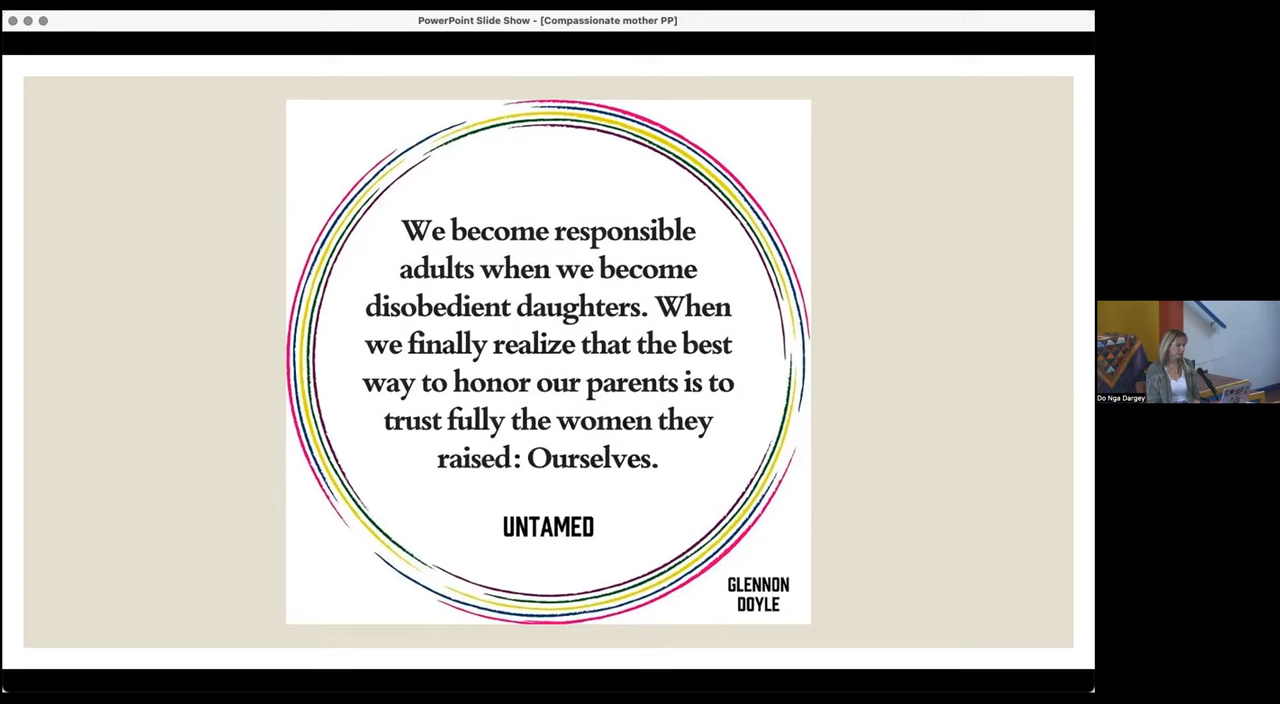 PowerPoint Slide Show - [Compassionate mother PP]
We become responsible
adults when we become
disobedient daughters. When
we finally realize that the best
way to honor our parents is to
trust fully the women they
raised: Ourselves.
UNTAMED
GLENNON
DOYLE
Do Nga Dargey